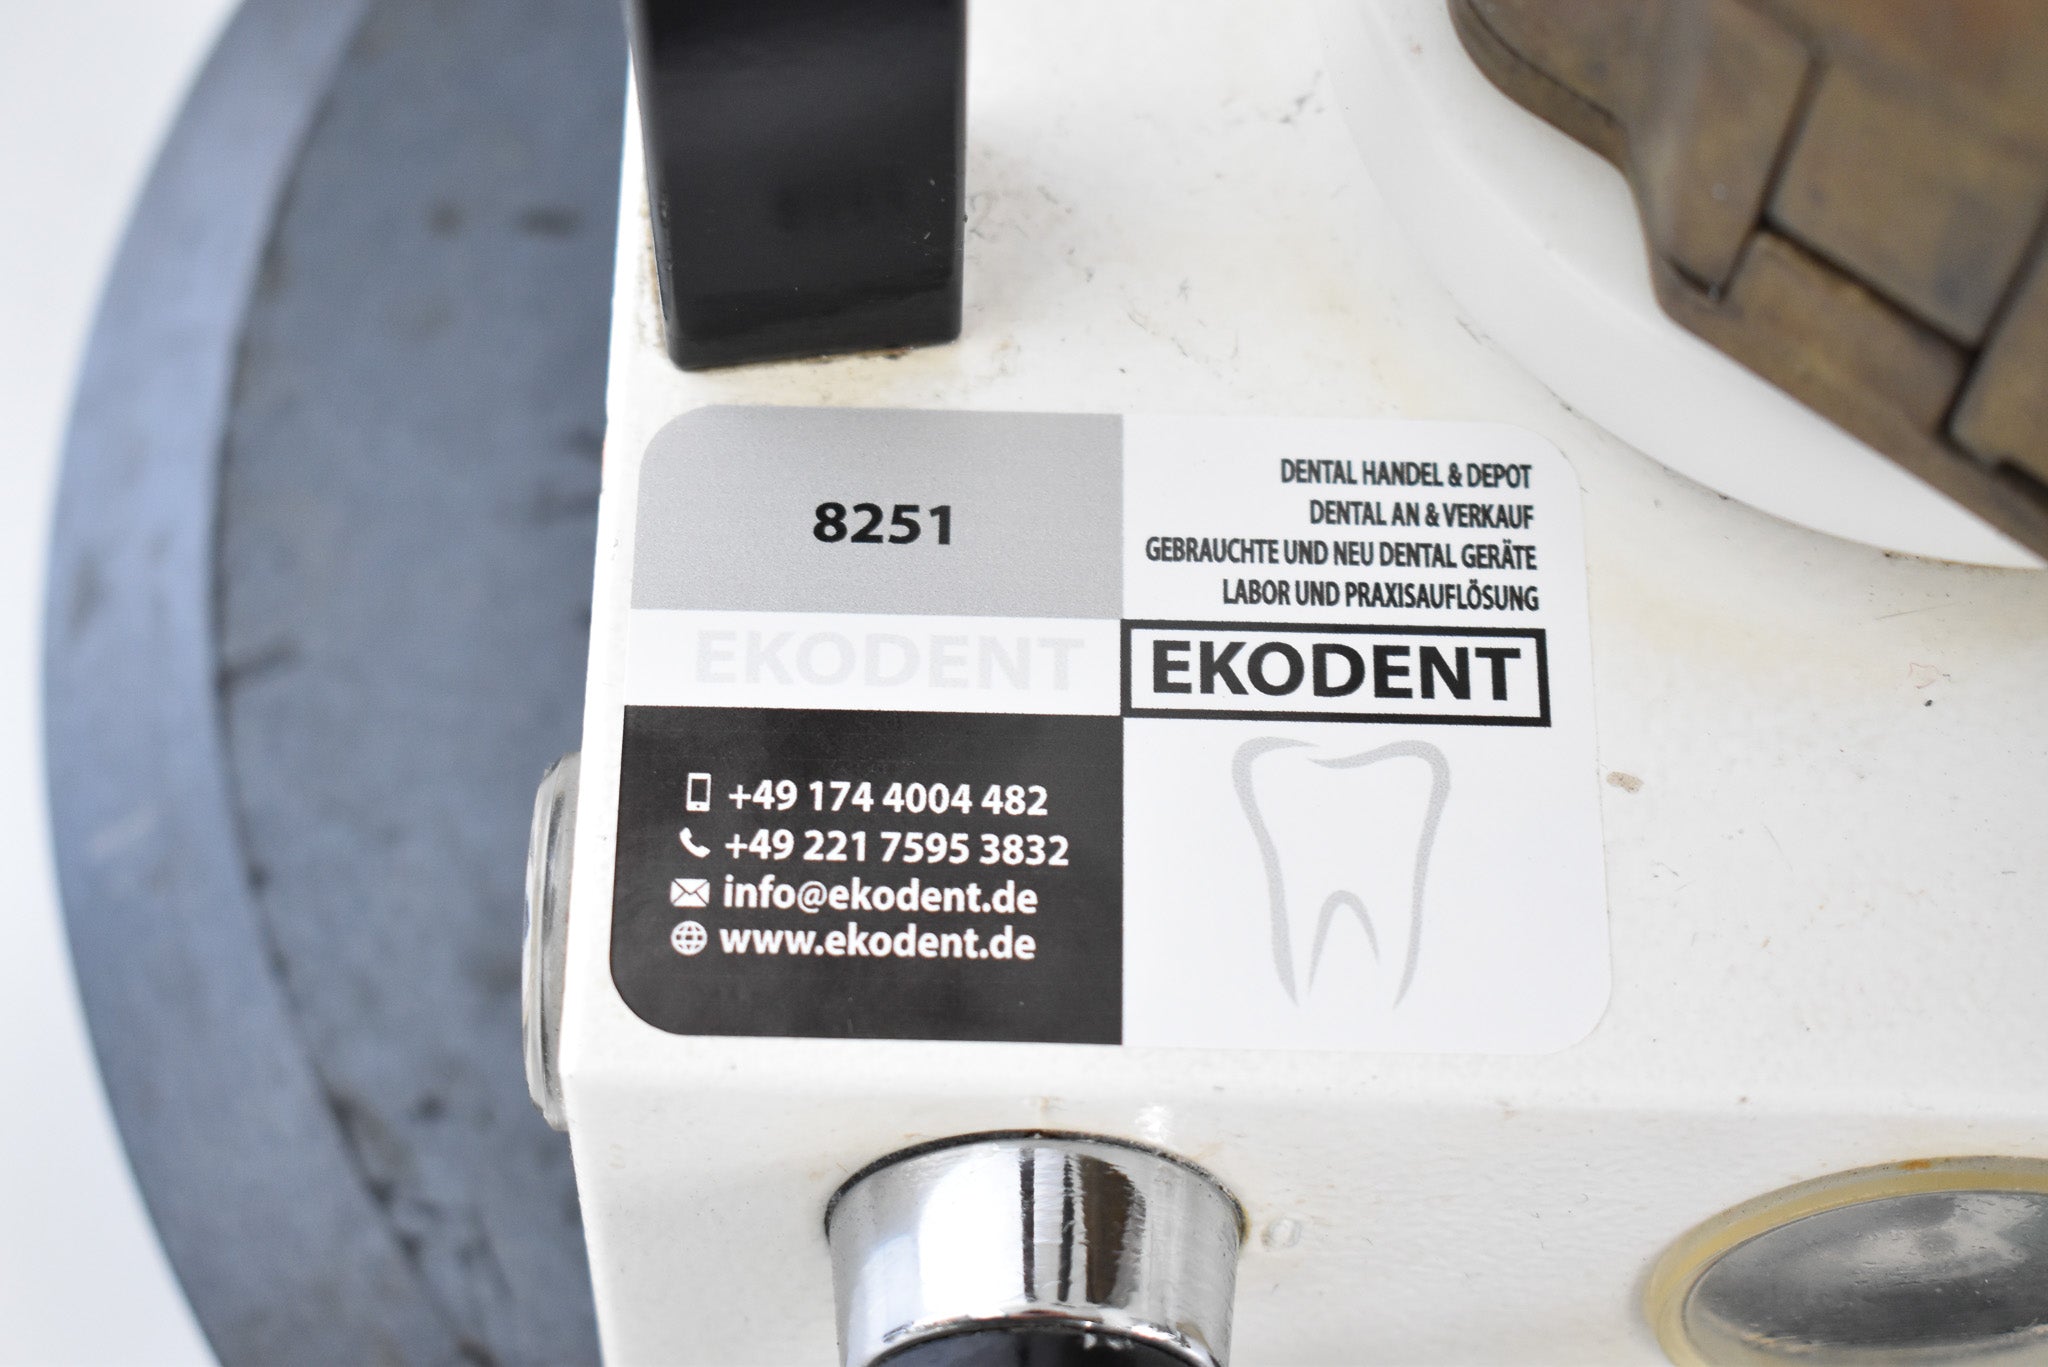 8251
EKODENT
+49 174 4004 482
+49 221 7595 3832
info@ekodent.de
www.ekodent.de
DENTAL HANDEL & DEPOT
DENTAL AN & VERKAUF
GEBRAUCHTE UND NEU DENTAL GERÄTE
LABOR UND PRAXISAUFLÖSUNG
EKODENT